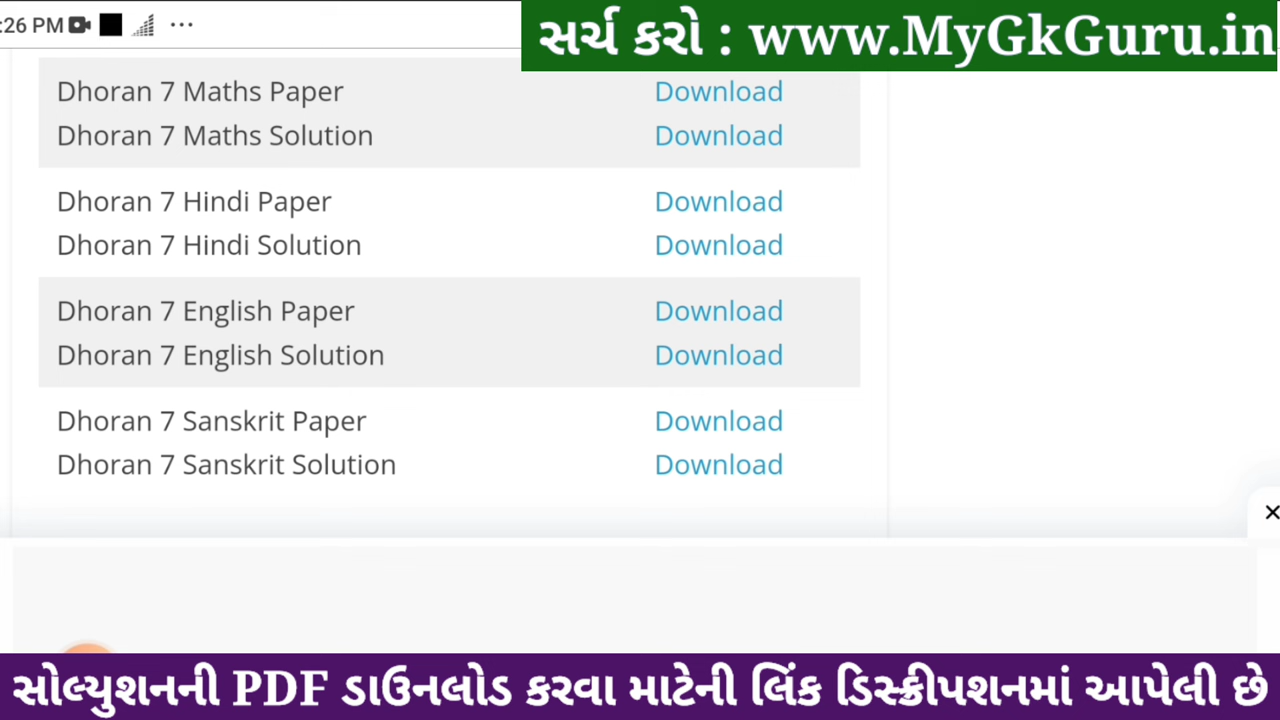 :26 PM
સર્ચ કરો : www.MyGkGuru.in
Dhoran 7 Maths Paper Download
Dhoran 7 Maths Solution Download
Dhoran 7 Hindi Paper Download
Dhoran 7 Hindi Solution Download
Dhoran 7 English Paper Download
Dhoran 7 English Solution Download
Dhoran 7 Sanskrit Paper Download
Dhoran 7 Sanskrit Solution Download
સોલ્યુશનની PDF ડાઉનલોડ કરવા માટેની લિંક ડિસ્ક્રીપશનમાં આપેલી છે